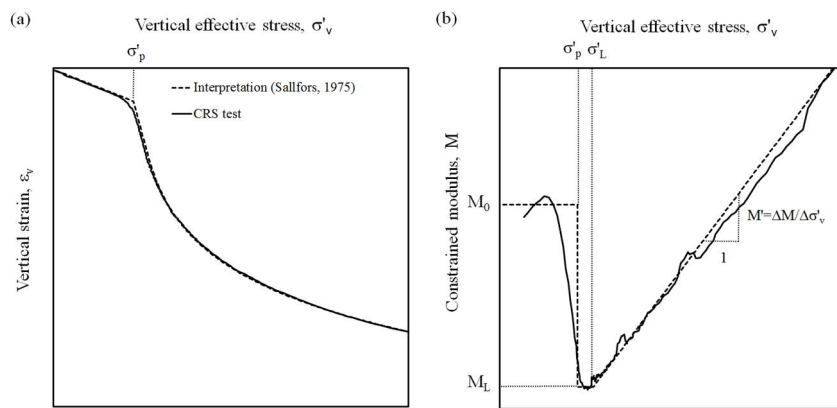 (a)
Vertical effective stress, σ'ᵥ
σ'ₚ
Interpretation (Sallfors, 1975)
CRS test
Vertical strain, εᵥ
(b)
Vertical effective stress, σ'ᵥ
σ'ₚ σ'L
Constrained modulus, M
M₀
M'=ΔM/Δσ'ᵥ
1
M_L